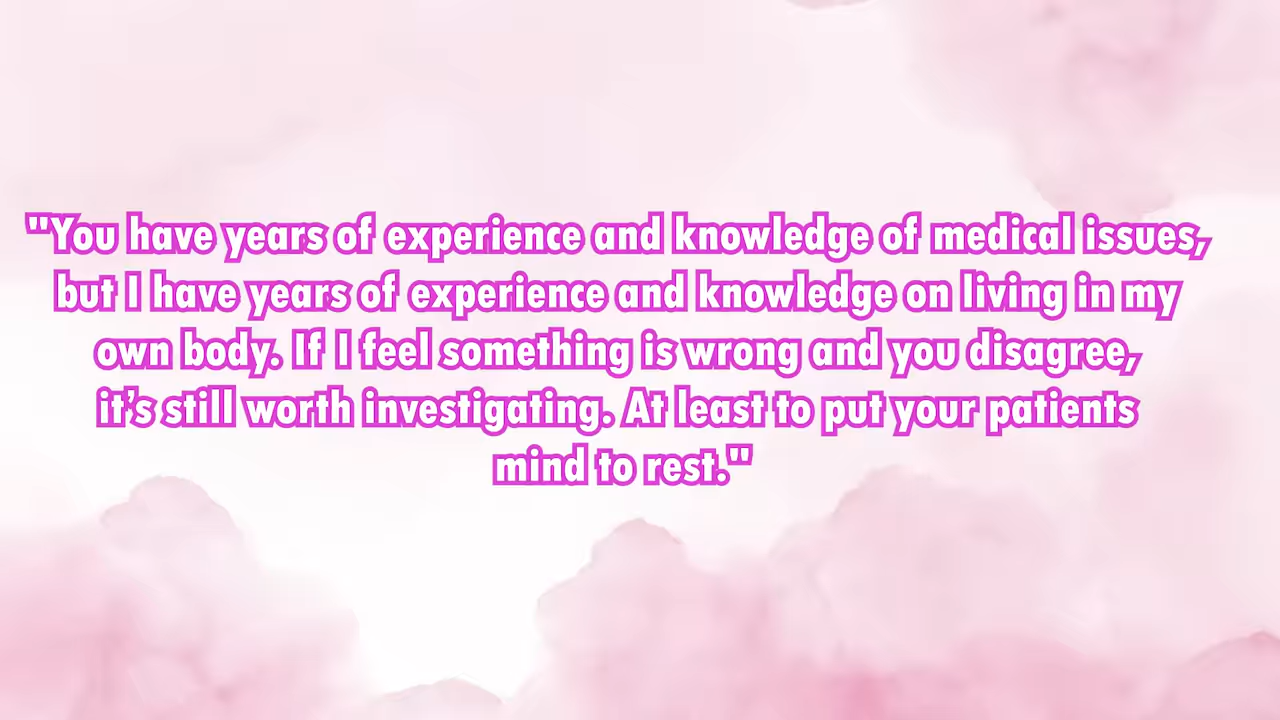 "You have years of experience and knowledge of medical issues,
but I have years of experience and knowledge on living in my
own body. If I feel something is wrong and you disagree,
it's still worth investigating. At least to put your patients
mind to rest."